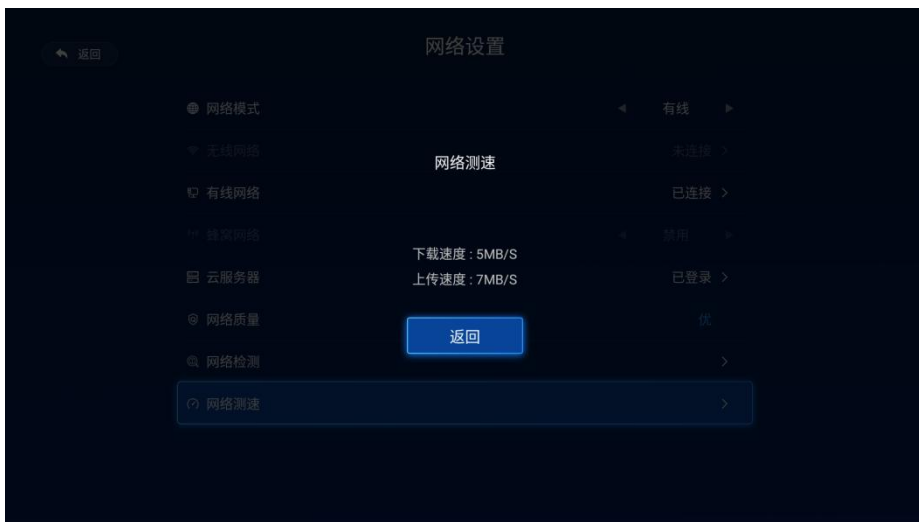 返回
网络设置
网络模式
有线
无线网络
未连接
网络测速
有线网络
已连接
蜂窝网络
禁用
下载速度 : 5MB/S
云服务器
已登录
上传速度 : 7MB/S
网络质量
优
返回
网络检测
网络测速